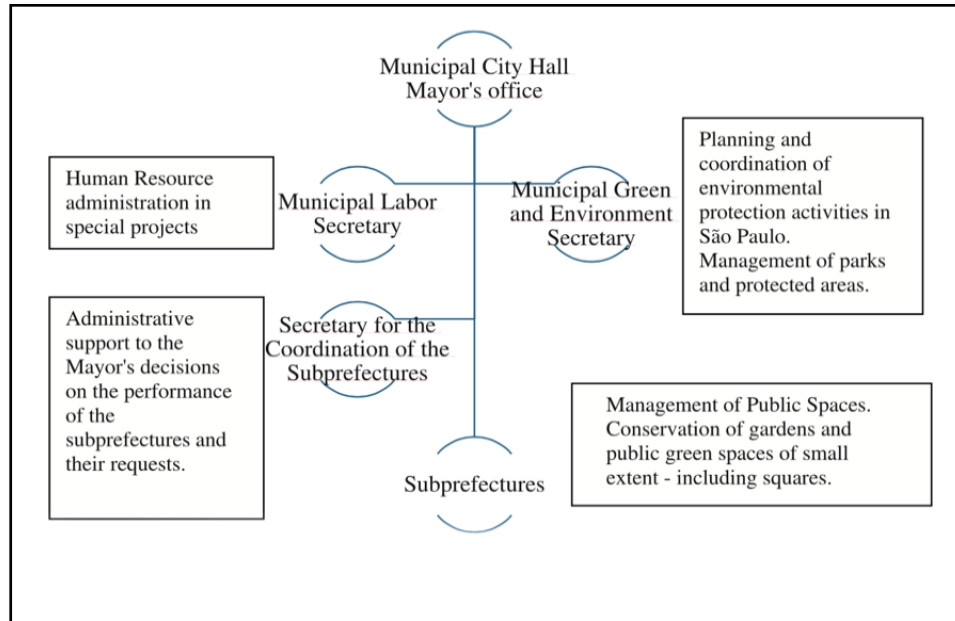 Municipal City Hall
Mayor's office
Human Resource
administration in
special projects
Municipal Labor
Secretary
Municipal Green
and Environment
Secretary
Planning and
coordination of
environmental
protection activities in
São Paulo.
Management of parks
and protected areas.
Administrative
support to the
Mayor's decisions
on the performance
of the
subprefectures and
their requests.
Secretary for the
Coordination of the
Subprefectures
Subprefectures
Management of Public Spaces.
Conservation of gardens and
public green spaces of small
extent - including squares.